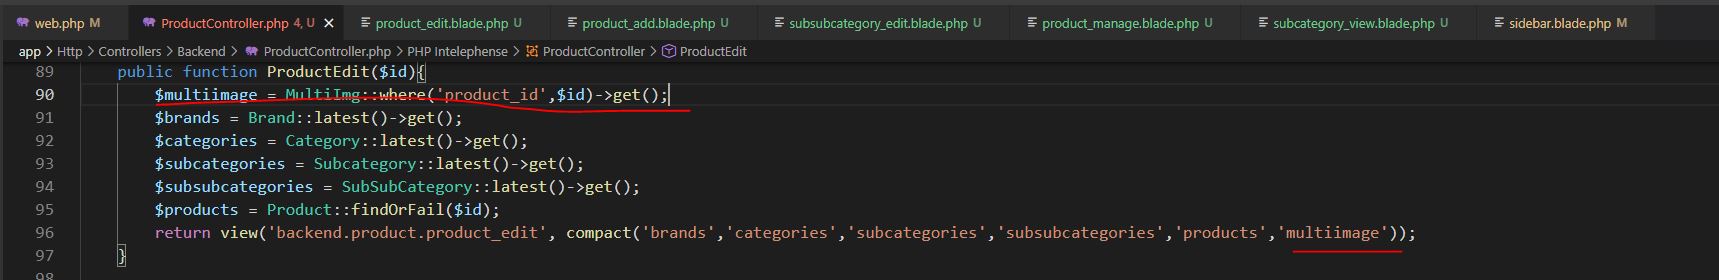 web.php M ProductController.php 4, U product_edit.blade.php U product_add.blade.php U subsubcategory_edit.blade.php U product_manage.blade.php U subcategory_view.blade.php U sidebar.blade.php M
app > Http > Controllers > Backend > ProductController.php > PHP Intelephense > ProductController > ProductEdit
89 public function ProductEdit($id){
90 $multiimage = MultiImg::where('product_id',$id)->get();
91 $brands = Brand::latest()->get();
92 $categories = Category::latest()->get();
93 $subcategories = Subcategory::latest()->get();
94 $subsubcategories = SubSubCategory::latest()->get();
95 $products = Product::findOrFail($id);
96 return view('backend.product.product_edit', compact('brands','categories','subcategories','subsubcategories','products','multiimage'));
97 }
98